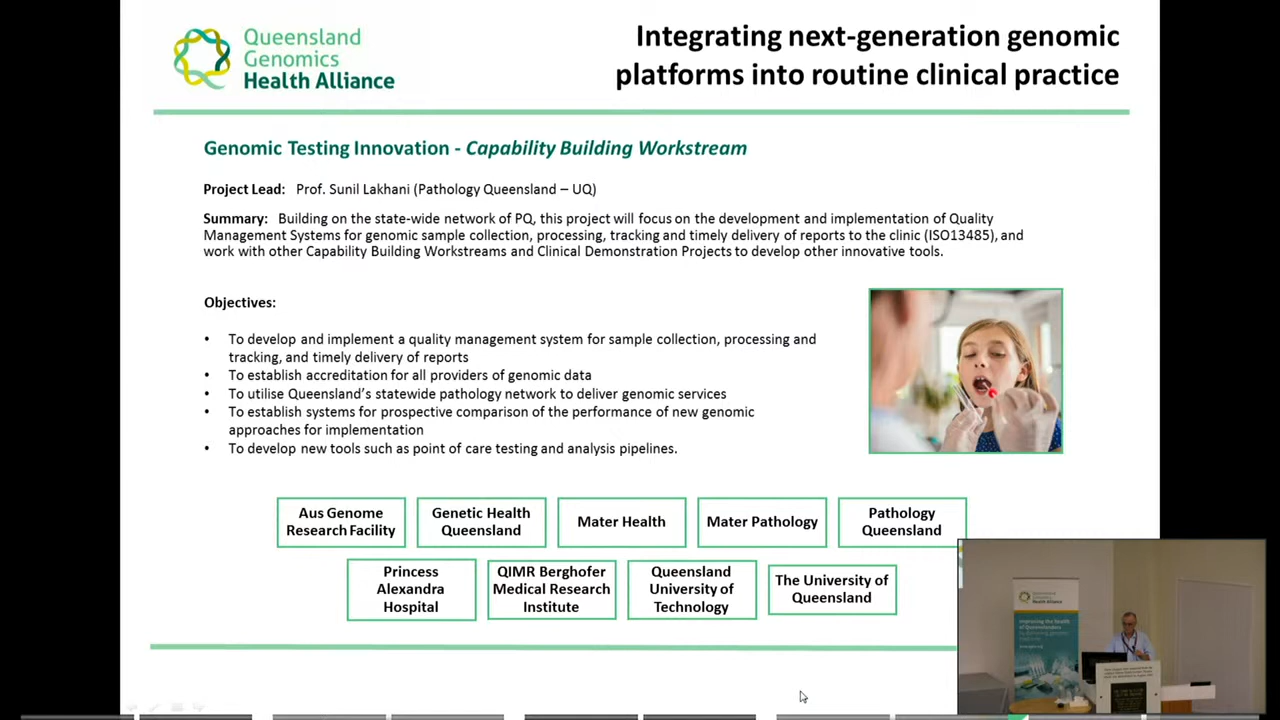 Queensland
Genomics
Health Alliance
Integrating next-generation genomic
platforms into routine clinical practice
Genomic Testing Innovation - Capability Building Workstream
Project Lead: Prof. Sunil Lakhani (Pathology Queensland – UQ)
Summary: Building on the state-wide network of PQ, this project will focus on the development and implementation of Quality
Management Systems for genomic sample collection, processing, tracking and timely delivery of reports to the clinic (ISO13485), and
work with other Capability Building Workstreams and Clinical Demonstration Projects to develop other innovative tools.
Objectives:
• To develop and implement a quality management system for sample collection, processing and
tracking, and timely delivery of reports
• To establish accreditation for all providers of genomic data
• To utilise Queensland's statewide pathology network to deliver genomic services
• To establish systems for prospective comparison of the performance of new genomic
approaches for implementation
• To develop new tools such as point of care testing and analysis pipelines.
Aus Genome
Research Facility
Genetic Health
Queensland
Mater Health
Mater Pathology
Pathology
Queensland
Princess
Alexandra
Hospital
QIMR Berghofer
Medical Research
Institute
Queensland
University of
Technology
The University of
Queensland
Health Alliance
Improving the health
of Queenslanders